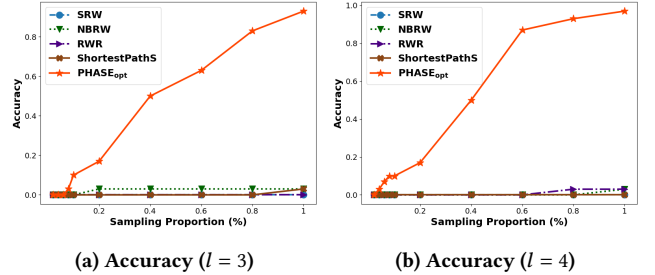 SRW
NBRW
RWR
ShortestPathS
PHASEopt
Accuracy
0.8
0.6
0.4
0.2
0.0
0.2 0.4 0.6 0.8 1
Sampling Proportion (%)
(a) Accuracy (l = 3)
SRW
NBRW
RWR
ShortestPathS
PHASEopt
Accuracy
1.0
0.8
0.6
0.4
0.2
0.0
0.2 0.4 0.6 0.8 1
Sampling Proportion (%)
(b) Accuracy (l = 4)